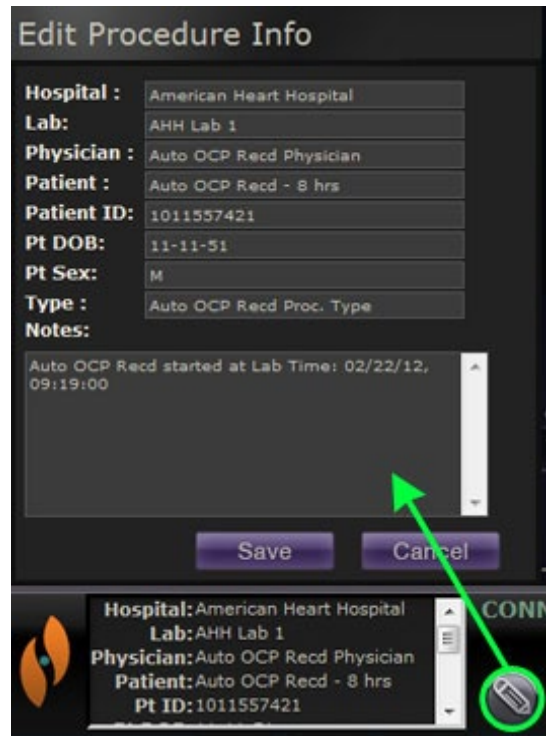 Edit Procedure Info
Hospital : American Heart Hospital
Lab: AHH Lab 1
Physician : Auto OCP Recd Physician
Patient : Auto OCP Recd - 8 hrs
Patient ID: 1011557421
Pt DOB: 11-11-51
Pt Sex: M
Type : Auto OCP Recd Proc. Type
Notes:
Auto OCP Recd started at Lab Time: 02/22/12,
09:19:00
Save Cancel
Hospital: American Heart Hospital
Lab: AHH Lab 1
Physician: Auto OCP Recd Physician
Patient: Auto OCP Recd - 8 hrs
Pt ID: 1011557421
CONN